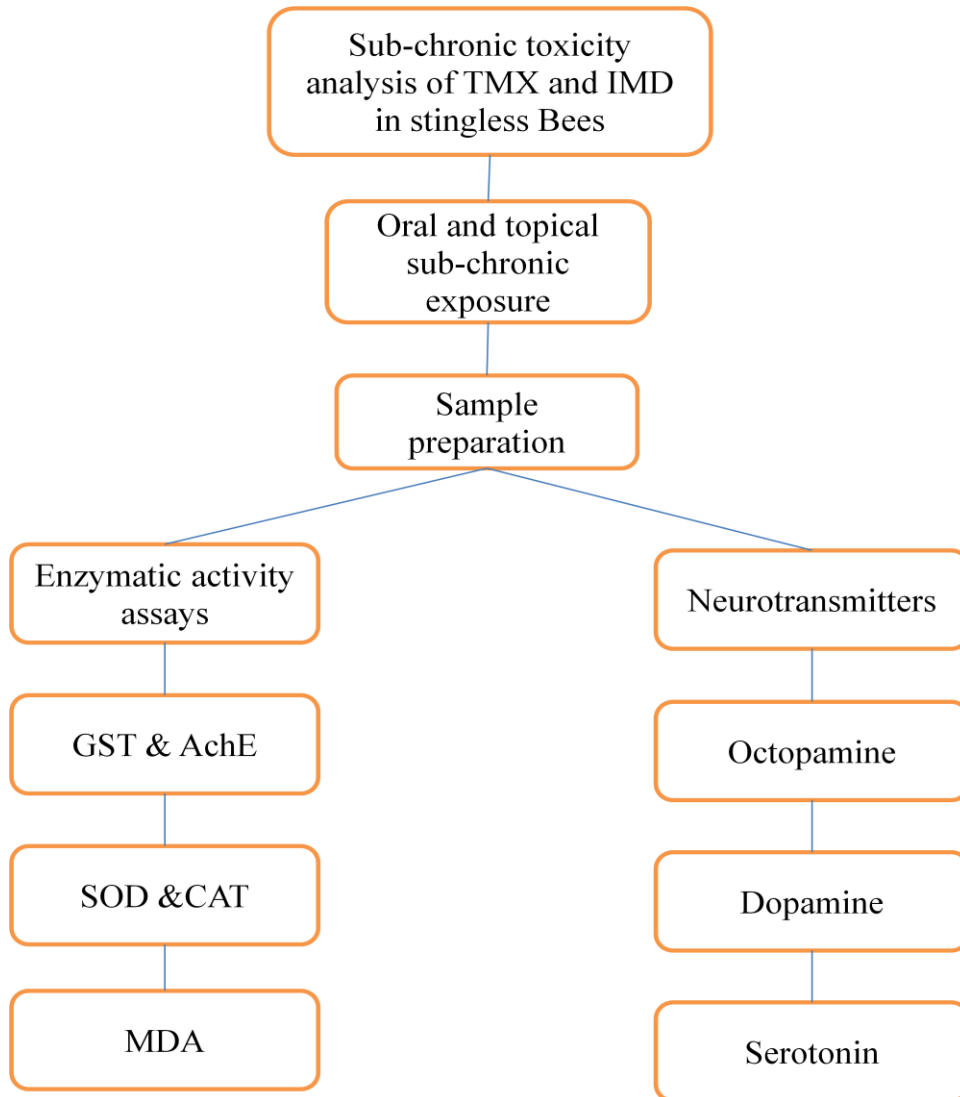 Sub-chronic toxicity
analysis of TMX and IMD
in stingless Bees
Oral and topical
sub-chronic
exposure
Sample
preparation
Enzymatic activity
assays
GST & AchE
SOD &CAT
MDA
Neurotransmitters
Octopamine
Dopamine
Serotonin